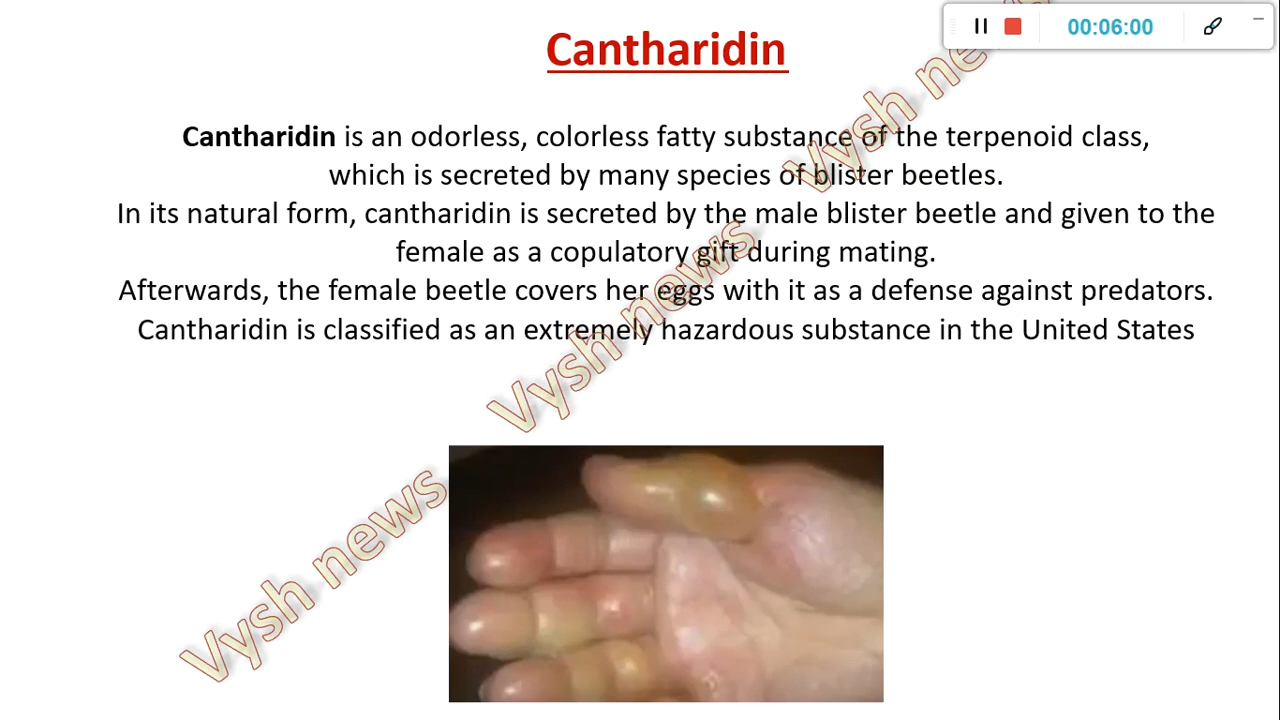 Cantharidin
00:06:00
Cantharidin is an odorless, colorless fatty substance of the terpenoid class,
which is secreted by many species of blister beetles.
In its natural form, cantharidin is secreted by the male blister beetle and given to the
female as a copulatory gift during mating.
Afterwards, the female beetle covers her eggs with it as a defense against predators.
Cantharidin is classified as an extremely hazardous substance in the United States
Vysh news
Vysh news
Vysh news